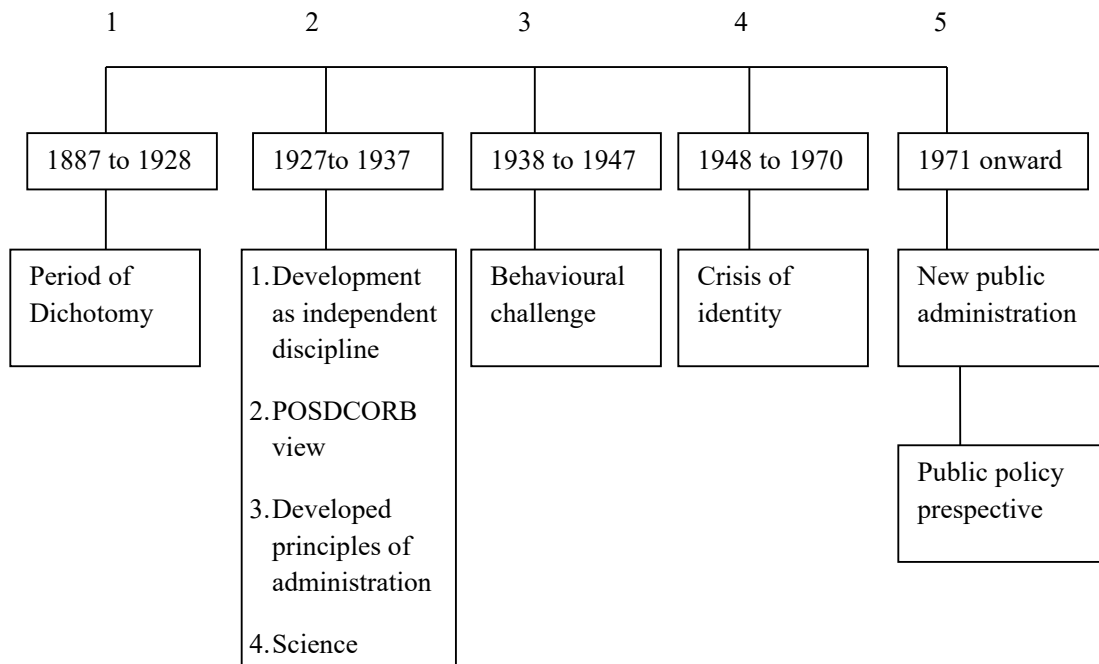 1 2 3 4 5
1887 to 1928
1927to 1937
1938 to 1947
1948 to 1970
1971 onward
Period of
Dichotomy
1.Development
as independent
discipline
2.POSDCORB
view
3.Developed
principles of
administration
4.Science
Behavioural
challenge
Crisis of
identity
New public
administration
Public policy
prespective